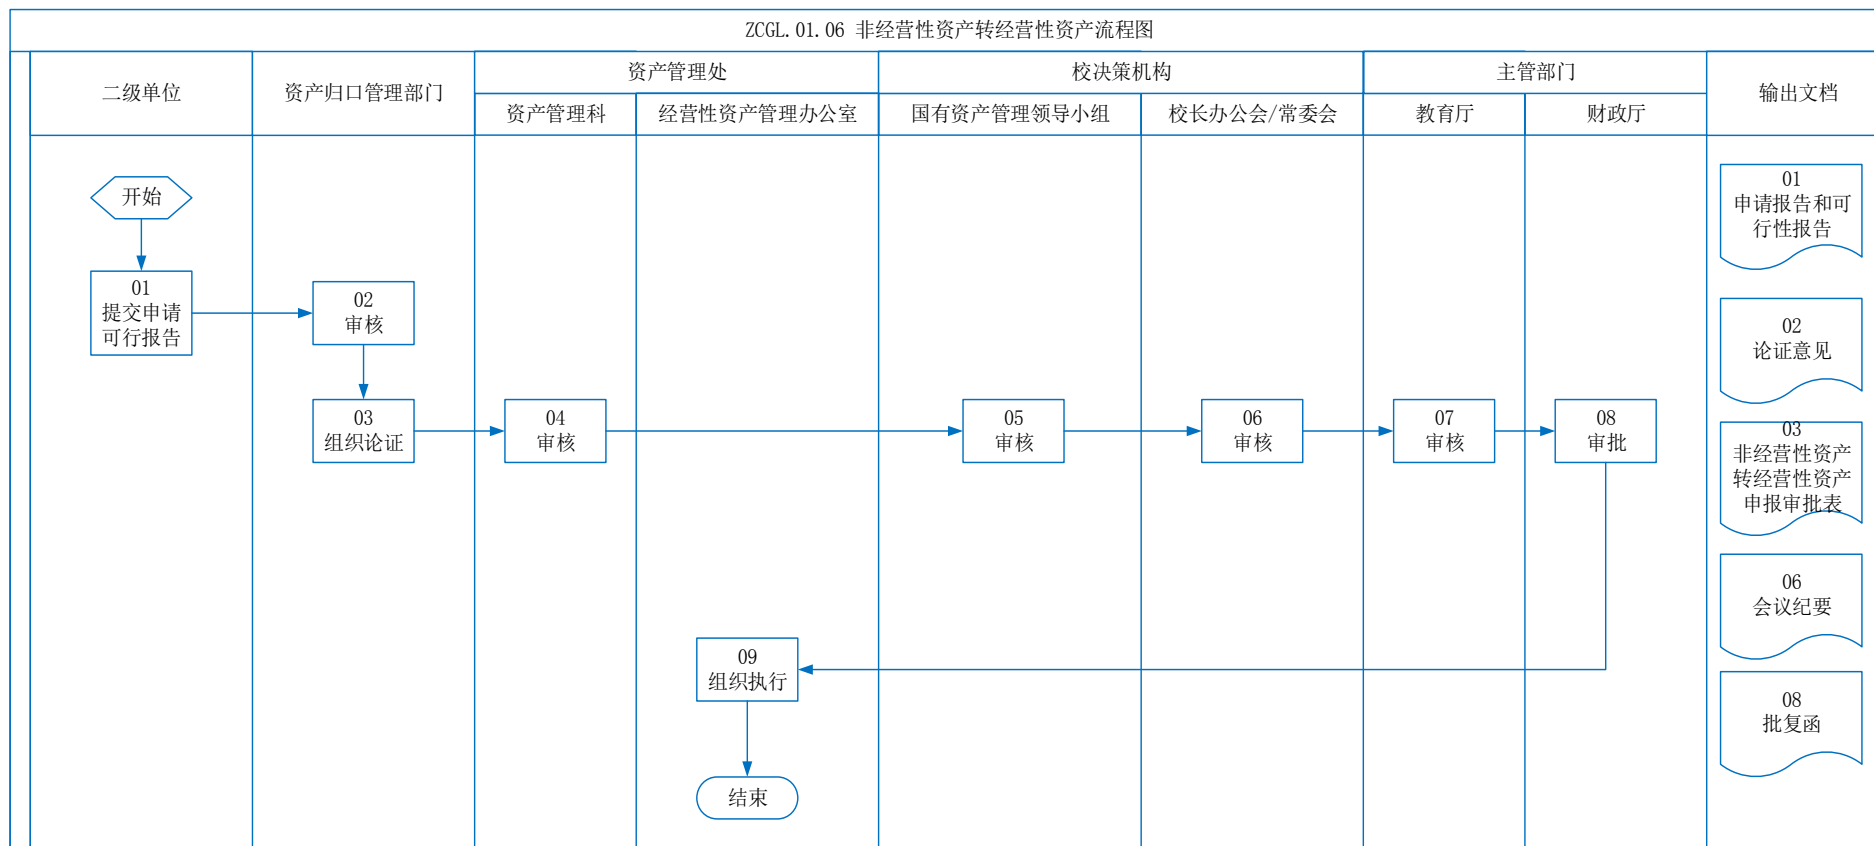 ZCGL.01.06 非经营性资产转经营性资产流程图
二级单位
资产归口管理部门
资产管理处
校决策机构
主管部门
输出文档
资产管理科
经营性资产管理办公室
国有资产管理领导小组
校长办公会/常委会
教育厅
财政厅
开始
01
提交申请
可行报告
02
审核
03
组织论证
04
审核
05
审核
06
审核
07
审核
08
审批
09
组织执行
结束
01
申请报告和可
行性报告
02
论证意见
03
非经营性资产
转经营性资产
申报审批表
06
会议纪要
08
批复函